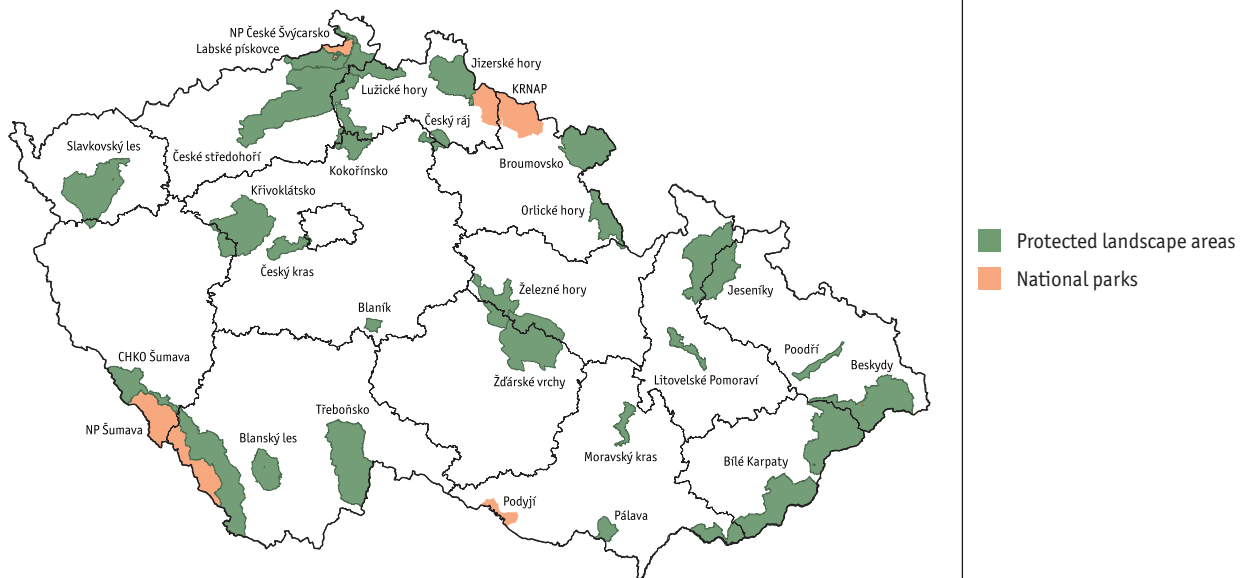 NP České Švýcarsko
Labské pískovce
Jizerské hory
Lužické hory
KRNAP
Český ráj
Slavkovský les
České středohoří
Kokořínsko
Broumovsko
Křivoklátsko
Orlické hory
Český kras
Protected landscape areas
National parks
Železné hory
Jeseníky
Blaník
CHKO Šumava
Poodří
Beskydy
Žďárské vrchy
Litovelské Pomoraví
Třeboňsko
NP Šumava
Blanský les
Moravský kras
Bílé Karpaty
Podyjí
Pálava